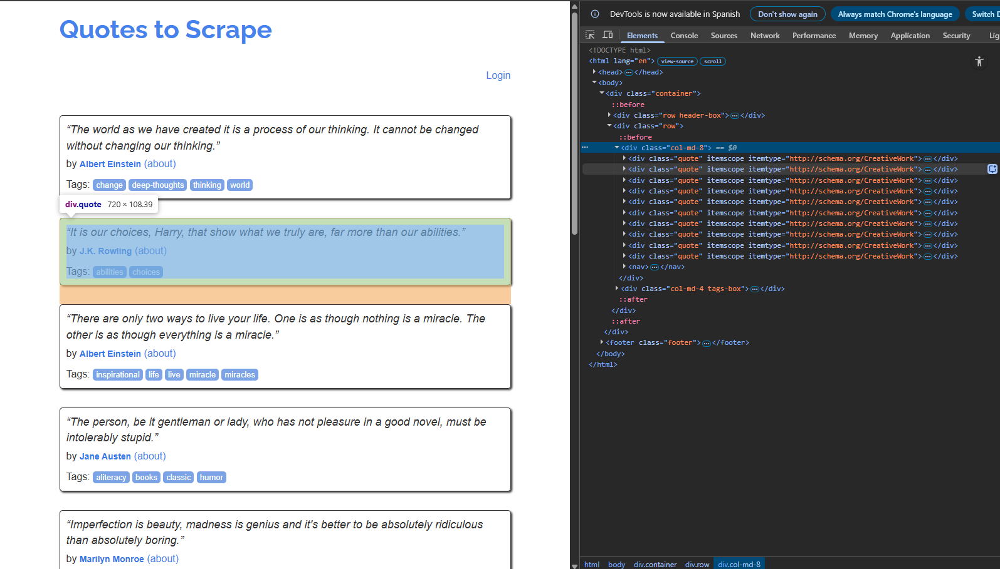 Quotes to Scrape
Login
“The world as we have created it is a process of our thinking. It cannot be changed
without changing our thinking.”
by Albert Einstein (about)
Tags: change deep-thoughts thinking world
div.quote 720 × 108.39
“It is our choices, Harry, that show what we truly are, far more than our abilities.”
by J.K. Rowling (about)
Tags: abilities choices
“There are only two ways to live your life. One is as though nothing is a miracle. The
other is as though everything is a miracle.”
by Albert Einstein (about)
Tags: inspirational life live miracle miracles
“The person, be it gentleman or lady, who has not pleasure in a good novel, must be
intolerably stupid.”
by Jane Austen (about)
Tags: aliteracy books classic humor
“Imperfection is beauty, madness is genius and it's better to be absolutely ridiculous
than absolutely boring.”
by Marilyn Monroe (about)
DevTools is now available in Spanish Don't show again Always match Chrome's language Switch D
Elements Console Sources Network Performance Memory Application Security Lig
<!DOCTYPE html>
<html lang="en"> view-source scroll
<head> … </head>
<body>
<div class="container">
::before
<div class="row header-box"> … </div>
<div class="row">
::before
… <div class="col-md-8"> == $0
<div class="quote" itemscope itemtype="http://schema.org/CreativeWork"> … </div>
<div class="quote" itemscope itemtype="http://schema.org/CreativeWork"> … </div>
<div class="quote" itemscope itemtype="http://schema.org/CreativeWork"> … </div>
<div class="quote" itemscope itemtype="http://schema.org/CreativeWork"> … </div>
<div class="quote" itemscope itemtype="http://schema.org/CreativeWork"> … </div>
<div class="quote" itemscope itemtype="http://schema.org/CreativeWork"> … </div>
<div class="quote" itemscope itemtype="http://schema.org/CreativeWork"> … </div>
<div class="quote" itemscope itemtype="http://schema.org/CreativeWork"> … </div>
<div class="quote" itemscope itemtype="http://schema.org/CreativeWork"> … </div>
<div class="quote" itemscope itemtype="http://schema.org/CreativeWork"> … </div>
<nav> … </nav>
</div>
<div class="col-md-4 tags-box"> … </div>
::after
</div>
::after
</div>
<footer class="footer"> … </footer>
</body>
</html>
html body div.container div.row div.col-md-8